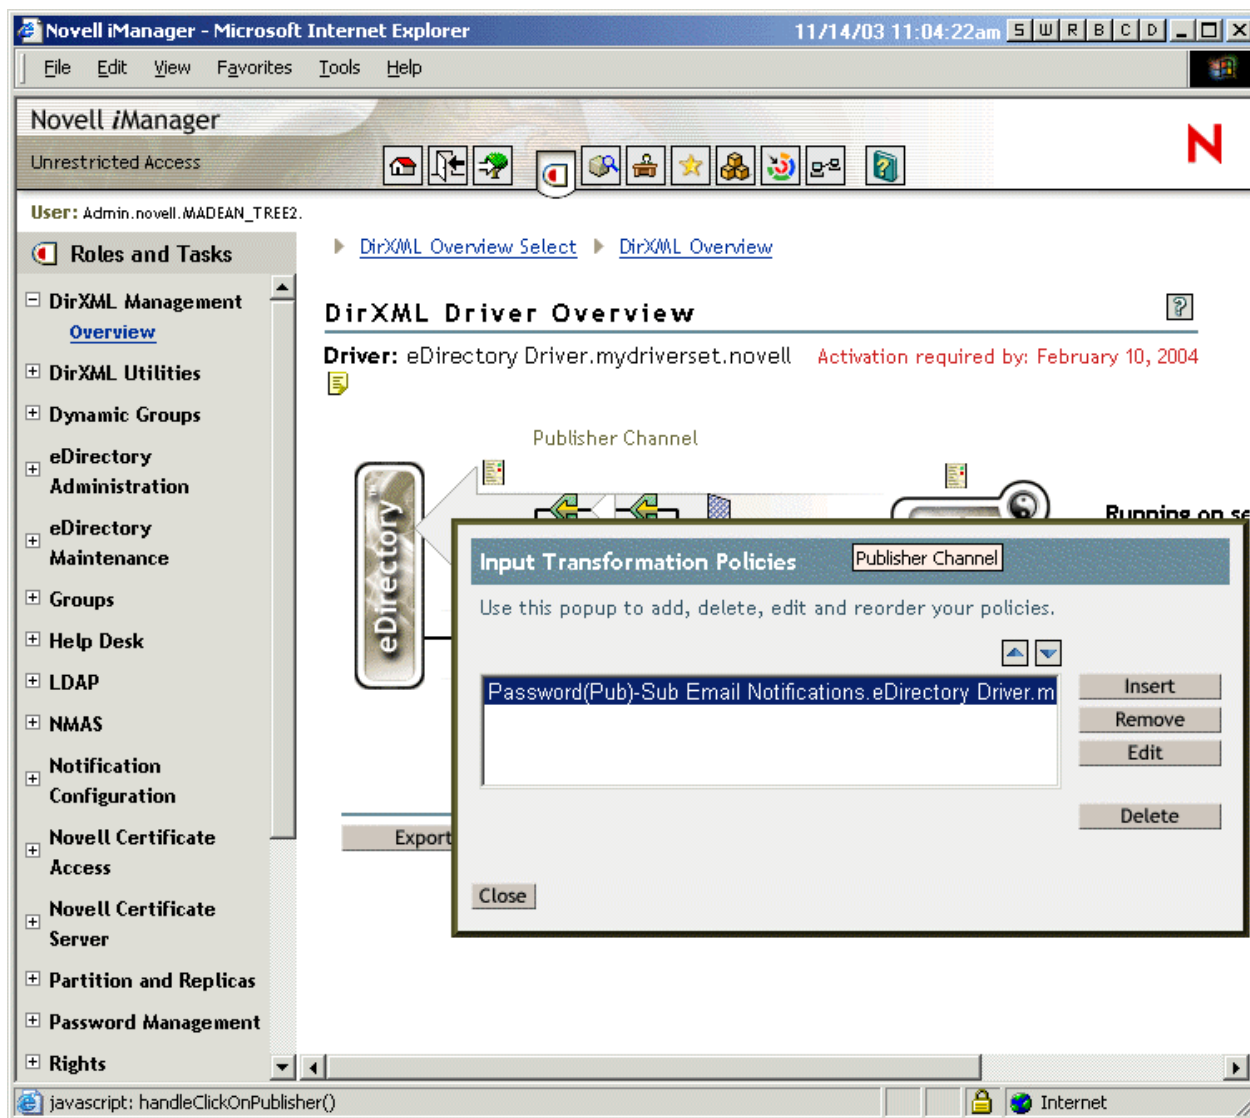 Novell iManager - Microsoft Internet Explorer 11/14/03 11:04:22am S W R B C D
File Edit View Favorites Tools Help
Novell iManager
N
Unrestricted Access
User: Admin.novell.MADEAN_TREE2.
Roles and Tasks
DirXML Management
Overview
DirXML Utilities
Dynamic Groups
eDirectory
Administration
eDirectory
Maintenance
Groups
Help Desk
LDAP
NMAS
Notification
Configuration
Novell Certificate
Access
Novell Certificate
Server
Partition and Replicas
Password Management
Rights
DirXML Overview Select DirXML Overview
DirXML Driver Overview
?
Driver: eDirectory Driver.mydriverset.novell Activation required by: February 10, 2004
Publisher Channel
eDirectory
Running on se
Input Transformation Policies
Publisher Channel
Use this popup to add, delete, edit and reorder your policies.
Password(Pub)-Sub Email Notifications.eDirectory Driver.m
Insert
Remove
Edit
Delete
Close
Export
javascript: handleClickOnPublisher() Internet